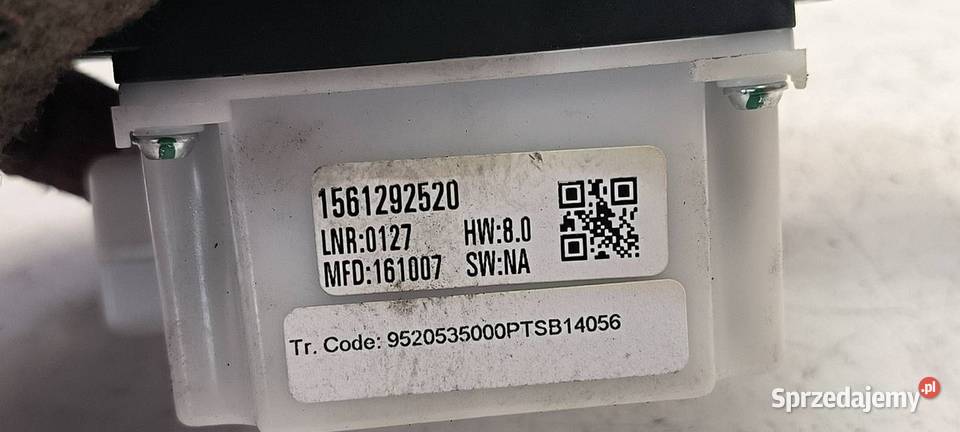 1561292520
LNR:0127 HW:8.0
MFD:161007 SW:NA
Tr. Code: 9520535000PTSB14056
Sprzedajemy.pl